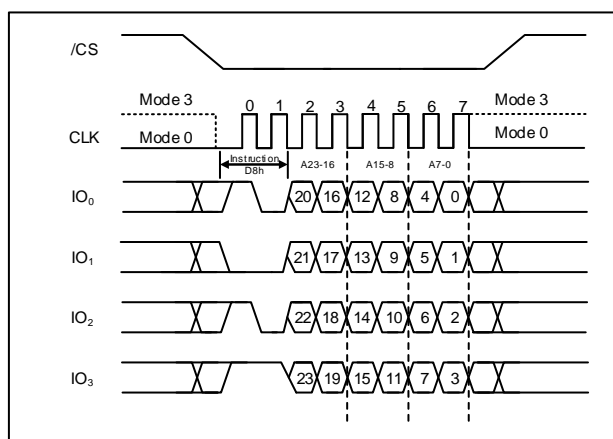 /CS
Mode 3 0 1 2 3 4 5 6 7 Mode 3
CLK Mode 0 Mode 0
Instruction A23-16 A15-8 A7-0
D8h
IO0 20 16 12 8 4 0
IO1 21 17 13 9 5 1
IO2 22 18 14 10 6 2
IO3 23 19 15 11 7 3